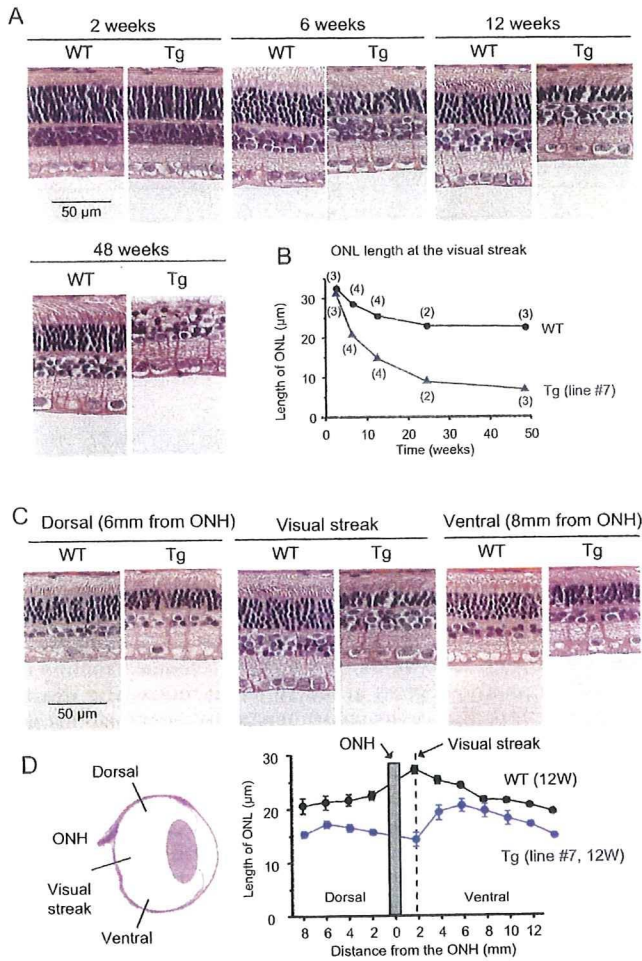 A
2 weeks 6 weeks 12 weeks
WT Tg WT Tg WT Tg
50 µm
48 weeks
WT Tg
B ONL length at the visual streak
Length of ONL (µm)
30
20
10
0
(3) (4) (4) (2) (3)
WT
(3) (4) (4) (2) (3)
Tg (line #7)
0 10 20 30 40 50
Time (weeks)
C
Dorsal (6mm from ONH) Visual streak Ventral (8mm from ONH)
WT Tg WT Tg WT Tg
50 µm
D
Dorsal
ONH
Visual
streak
Ventral
ONH Visual streak
Length of ONL (µm)
30
20
10
0
WT (12W)
Tg (line #7, 12W)
Dorsal Ventral
8 6 4 2 0 2 4 6 8 10 12
Distance from the ONH (mm)